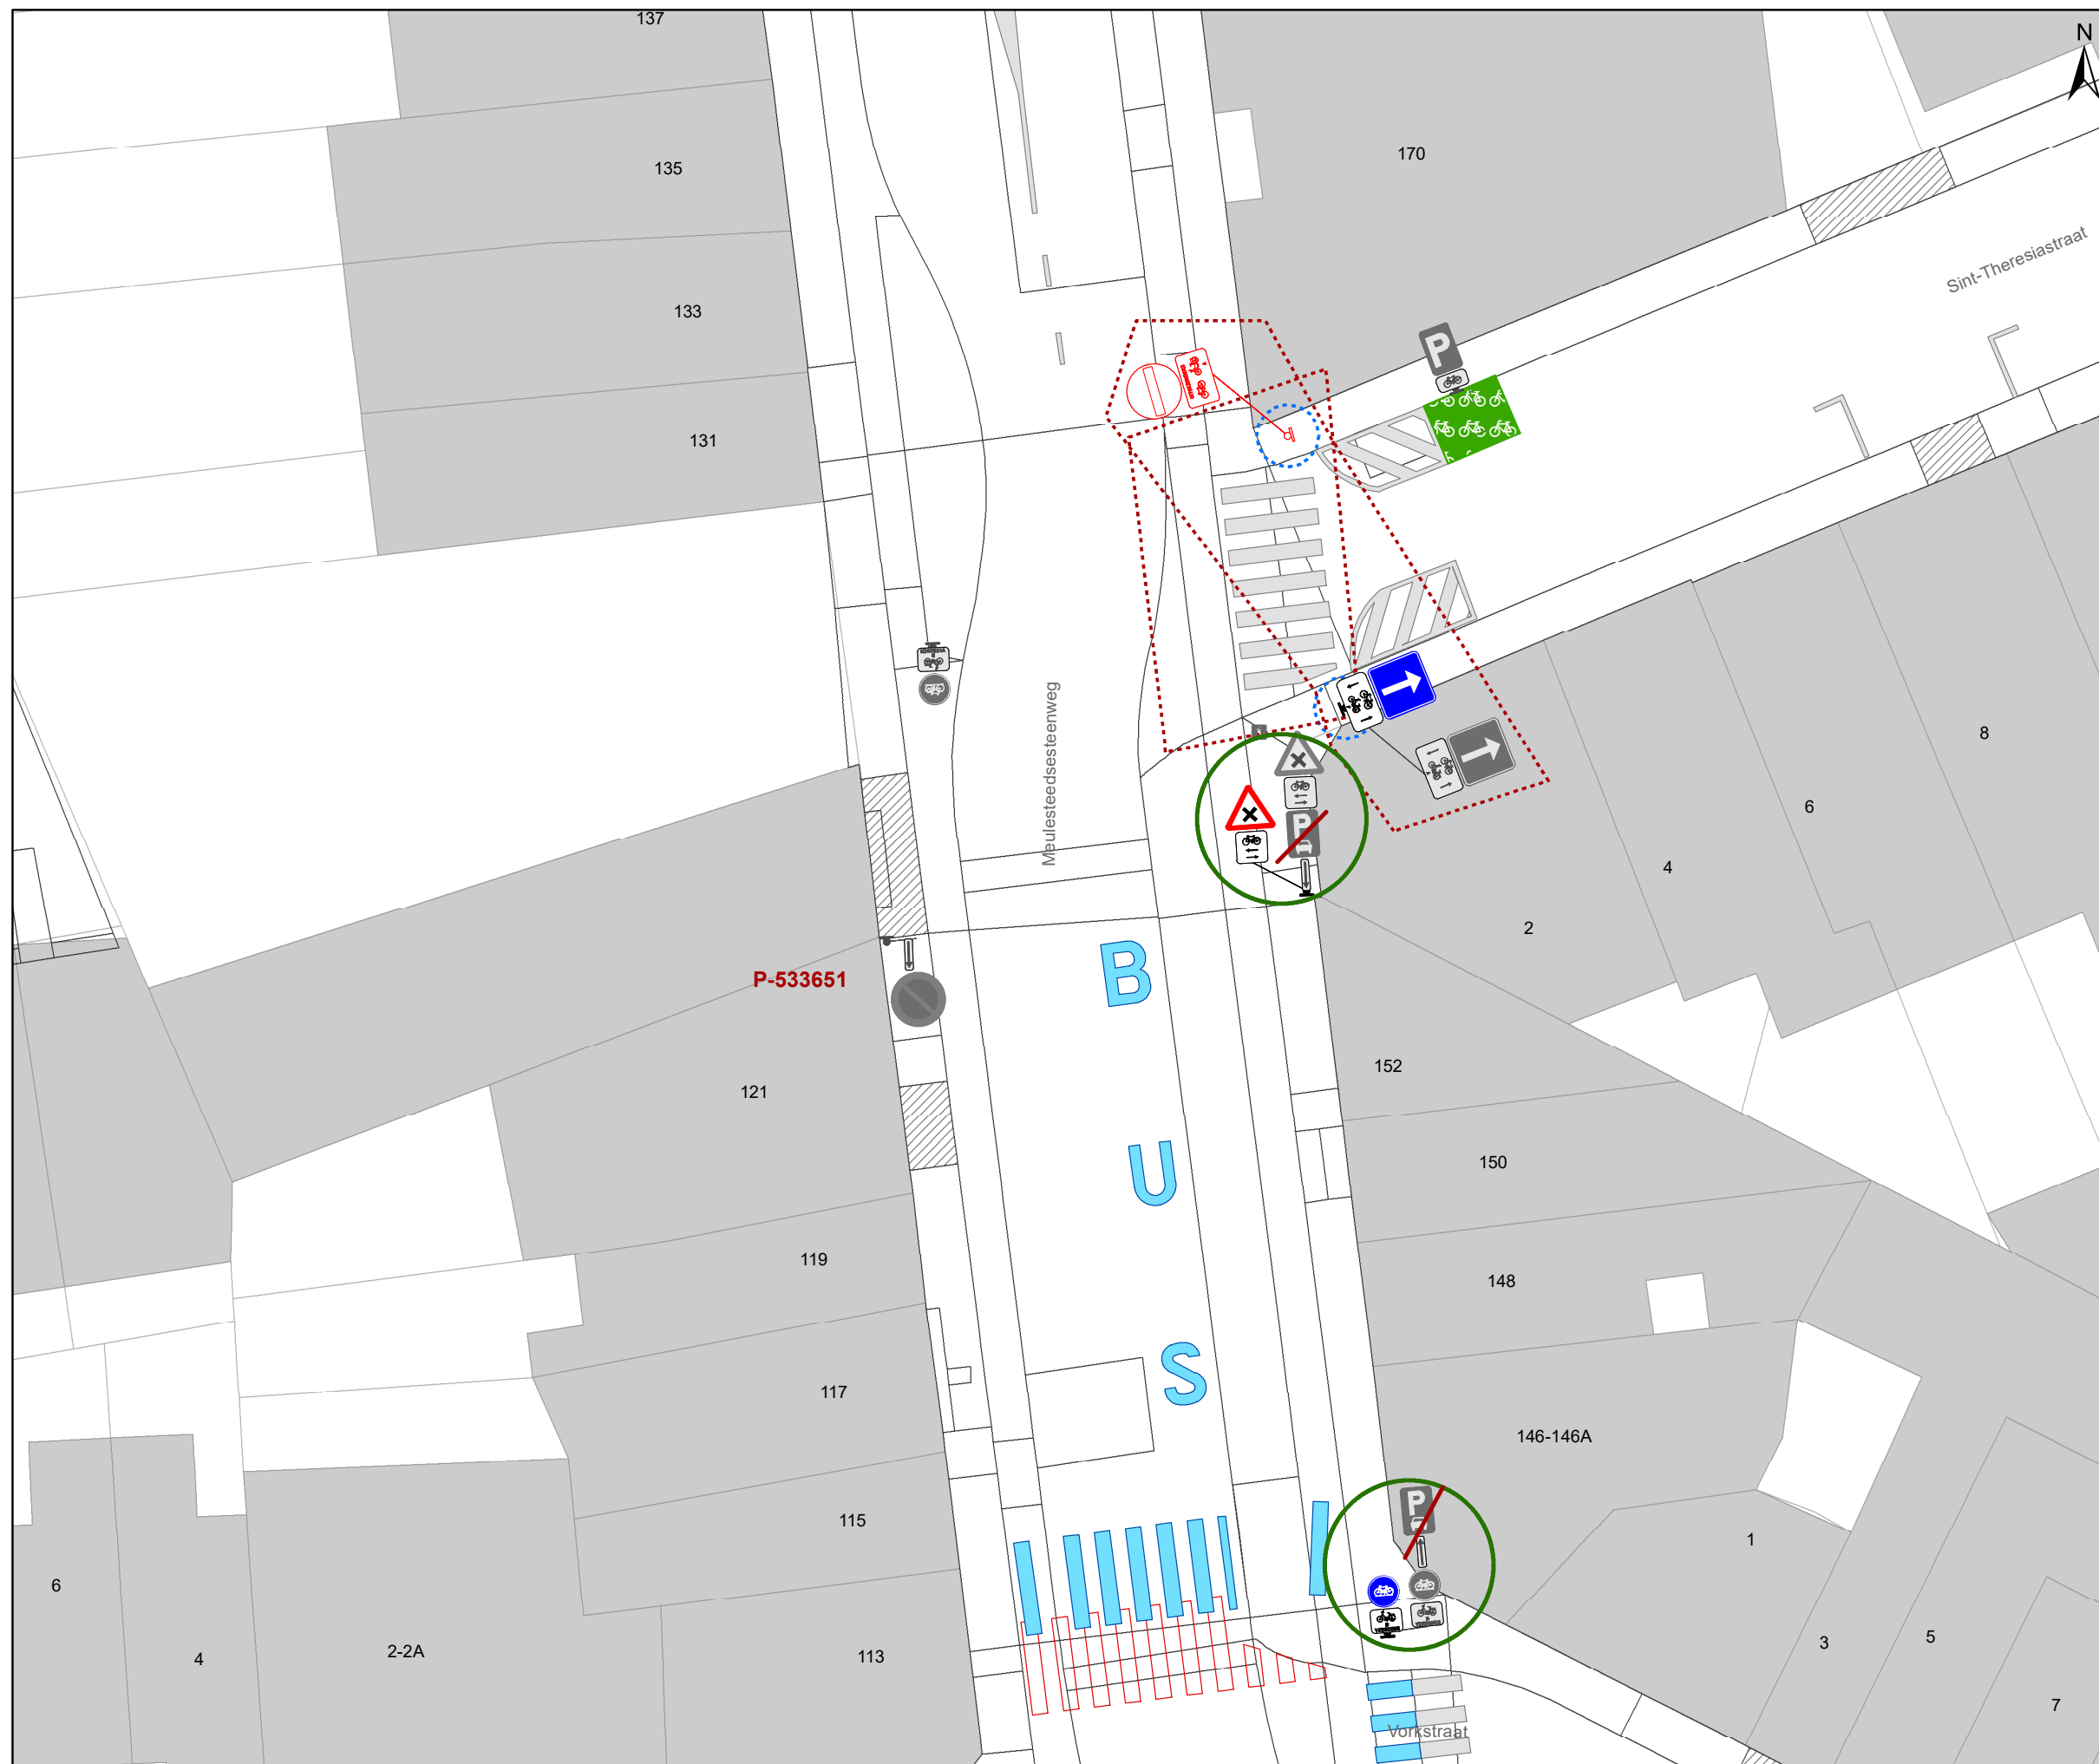 137
N
135
170
Sint-Theresiastraat
133
P
131
Meulesteedsesteenweg
8
6
P
4
2
B
P-533651
152
121
U
150
119
148
S
117
146-146A
P
115
1
6
3
5
4
2-2A
113
7
Vorkstraat